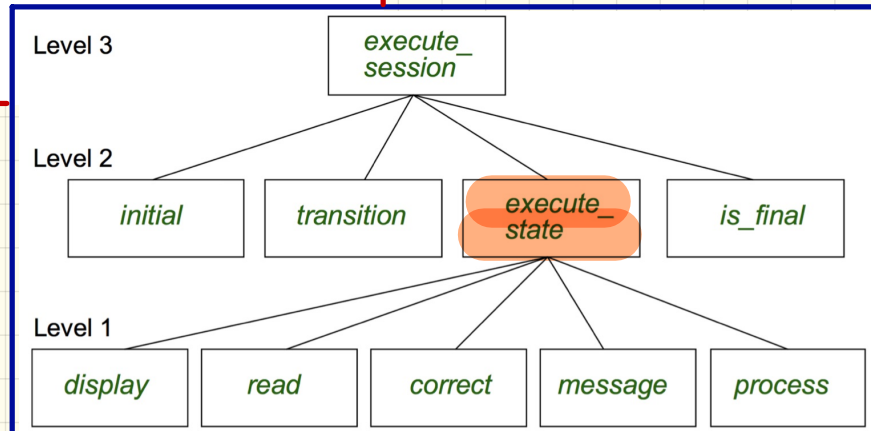 Level 3
execute_
session
Level 2
initial
transition
execute_
state
is_final
Level 1
display
read
correct
message
process